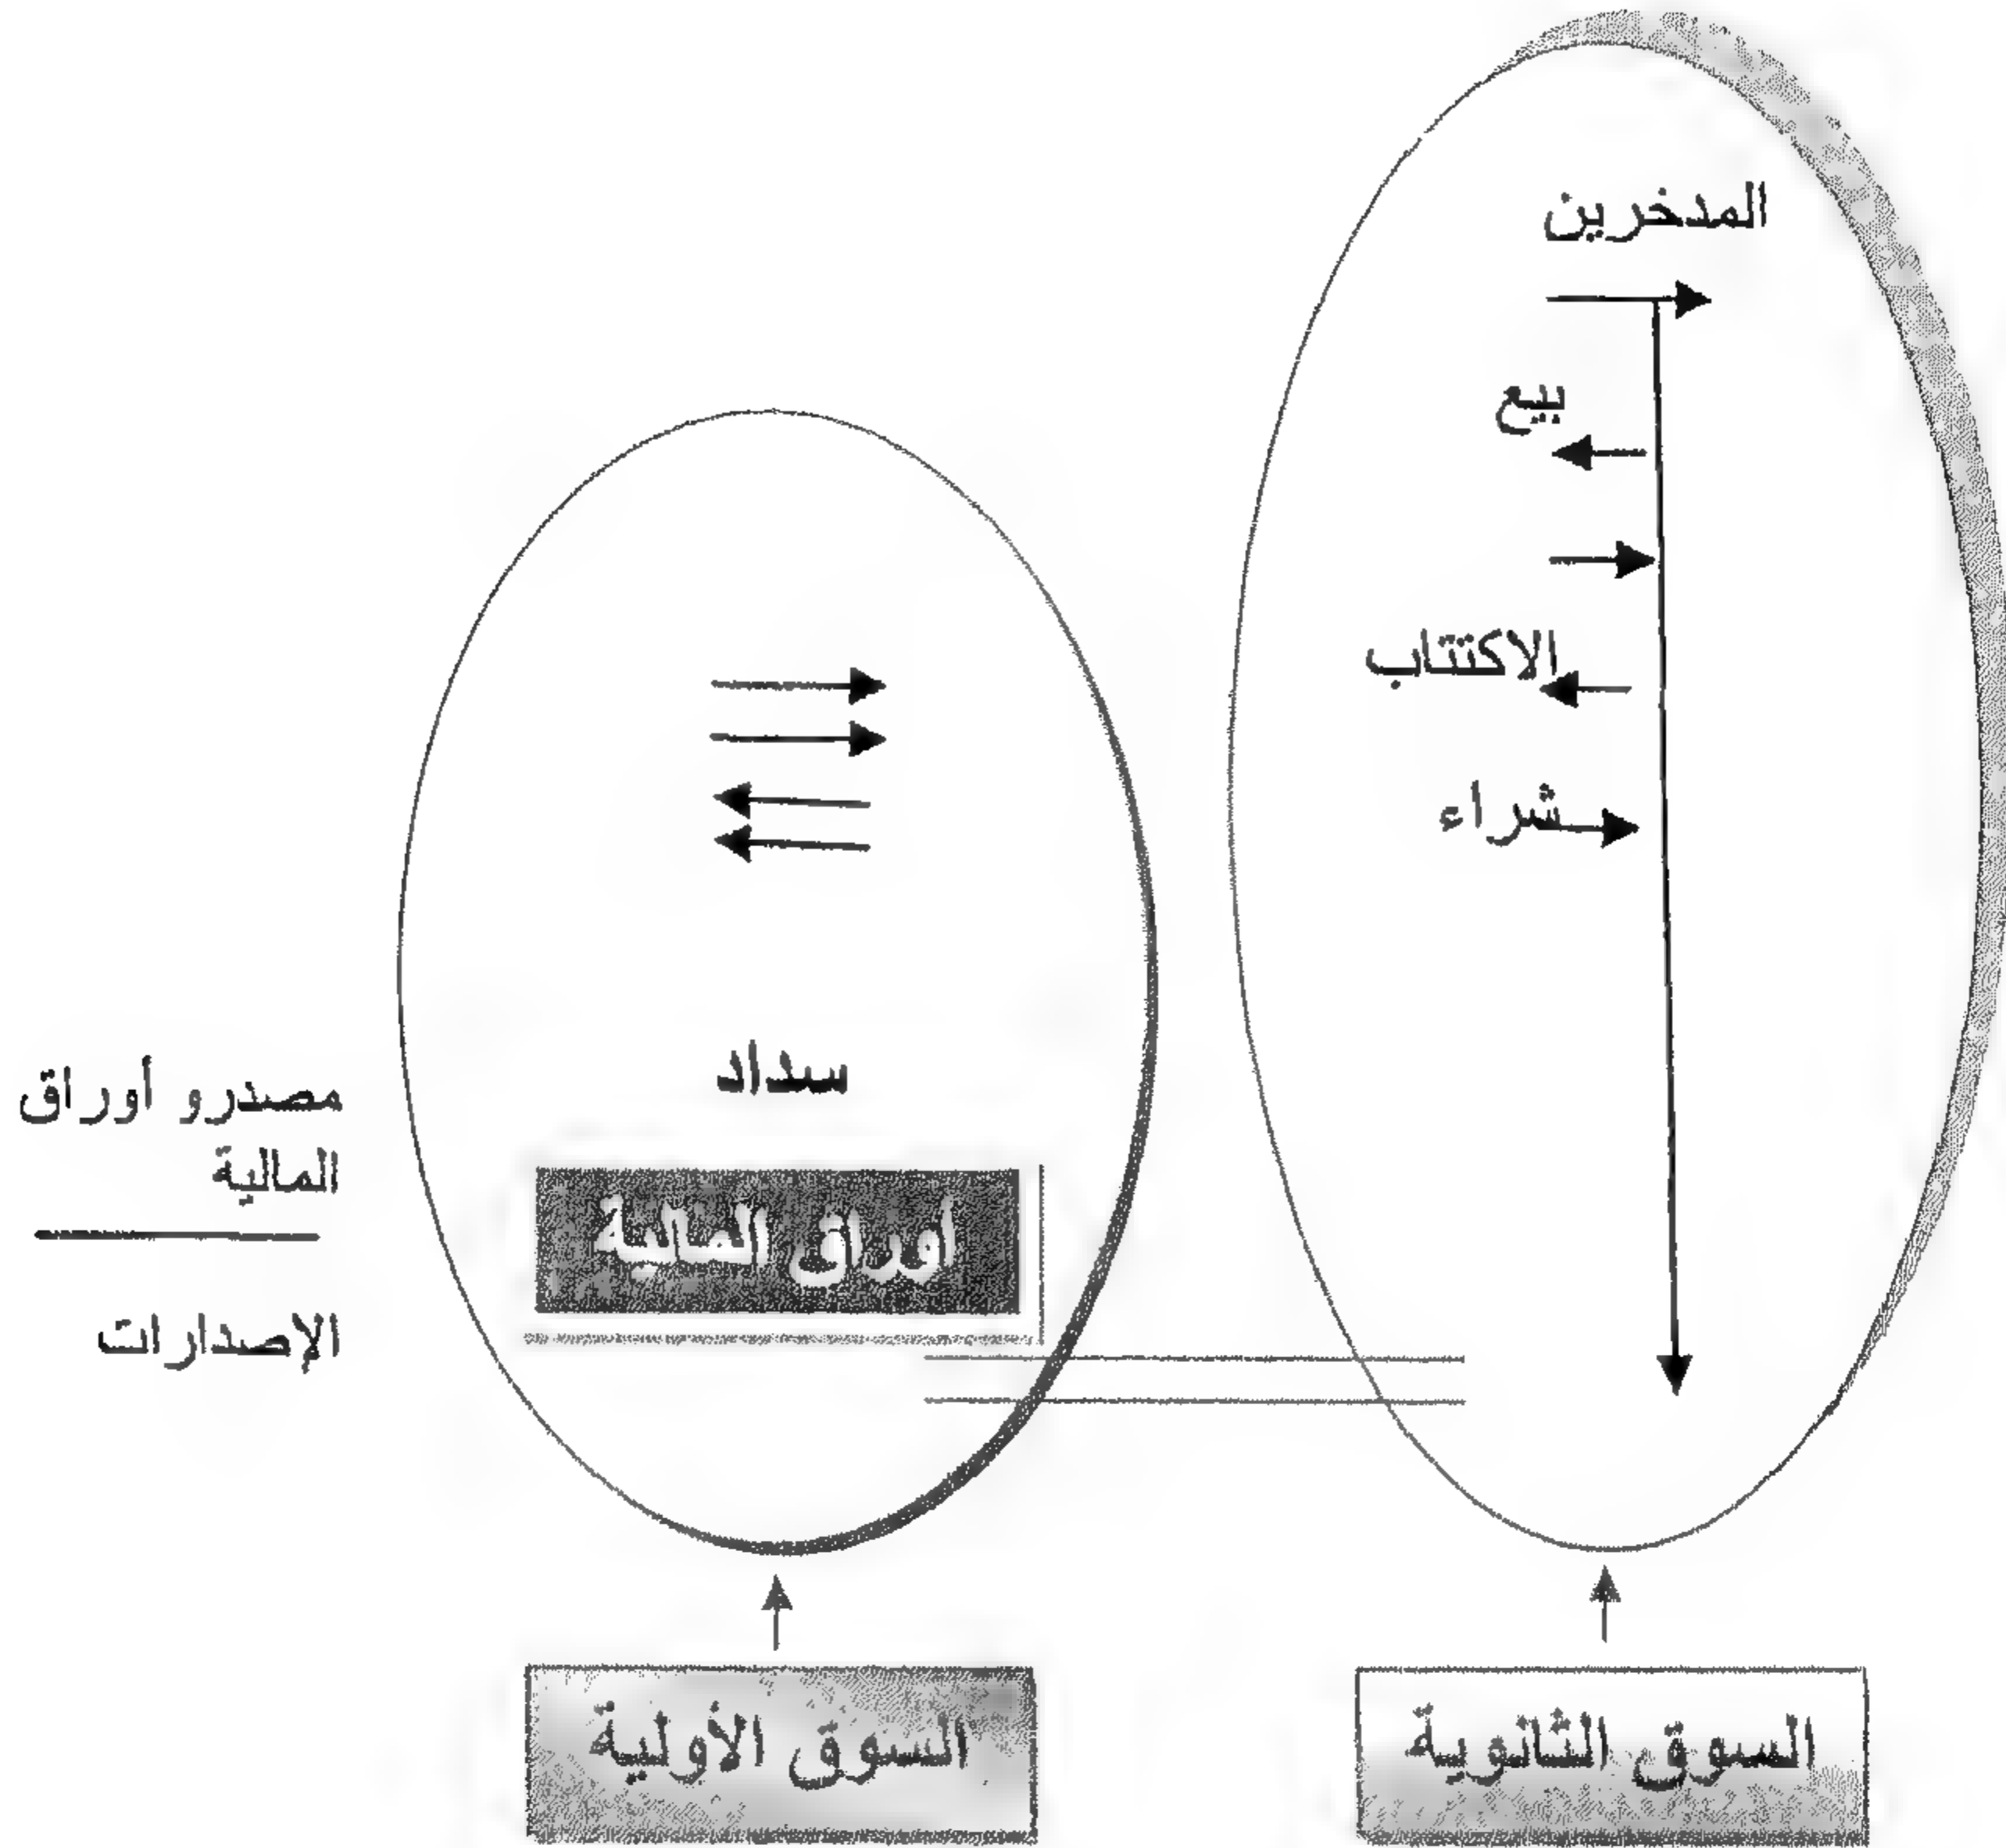 المدخرين
بيع
الاكتتاب
شراء
سداد
أوراق المالية
مصدرو أوراق
المالية
الإصدارات
السوق الثانوية
السوق الأولية